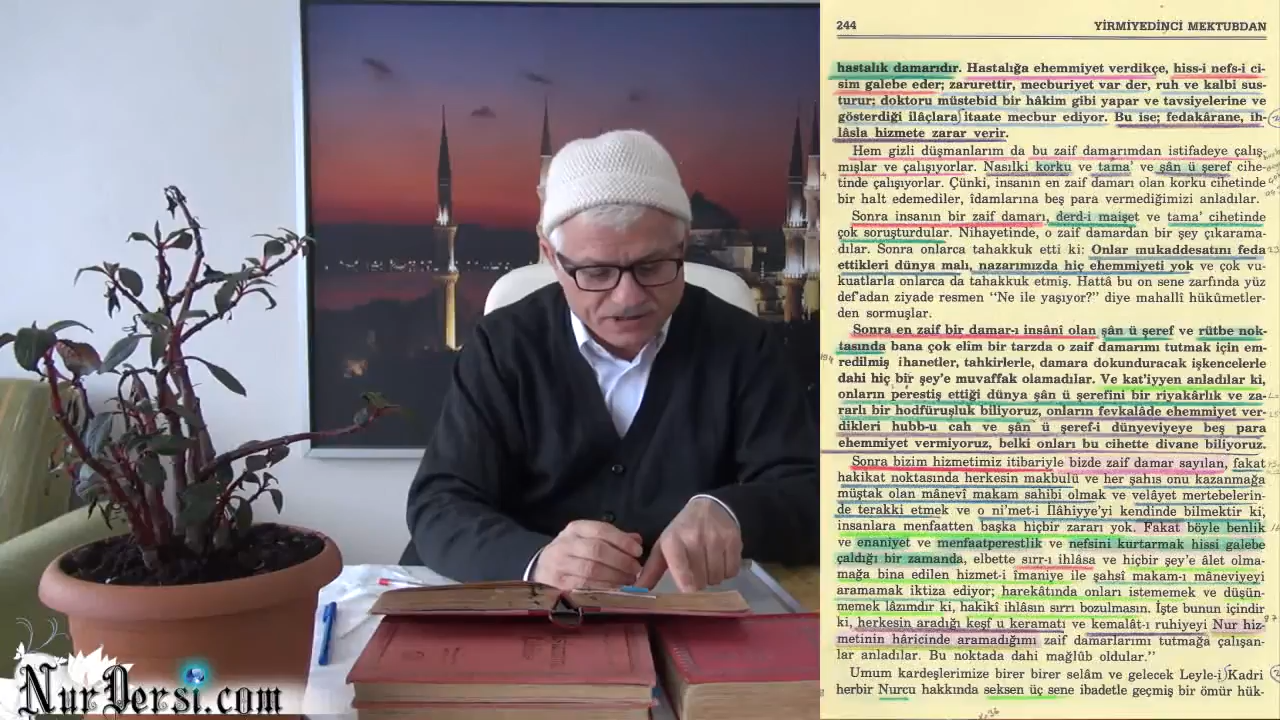 244 YİRMİYEDİNCİ MEKTUBDAN
hastalık damarıdır. Hastalığa ehemmiyet verdikçe, hiss-i nefs-i ci-
sim galebe eder; zarurettir, mecburiyet var der, ruh ve kalbi sus-
turur; doktoru müstebid bir hâkim gibi yapar ve tavsiyelerine ve
gösterdiği ilâçlara itaate mecbur ediyor. Bu ise; fedakârane, ih-
lâsla hizmete zarar verir.
Hem gizli düşmanlarım da bu zaif damarımdan istifadeye çalış-
mışlar ve çalışıyorlar. Nasılki korku ve tama' ve şân ü şeref cihe-
tinde çalışıyorlar. Çünki, insanın en zaif damarı olan korku cihetinde
bir halt edemediler, îdamlarına beş para vermediğimizi anladılar.
Sonra insanın bir zaif damarı, derd-i maişet ve tama' cihetinde
çok soruşturdular. Nihayetinde, o zaif damardan bir şey çıkarama-
dılar. Sonra onlarca tahakkuk etti ki: Onlar mukaddesatını feda
ettikleri dünya malı, nazarımızda hiç ehemmiyeti yok ve çok vu-
kuatlarla onlarca da tahakkuk etmiş. Hattâ bu on sene zarfında yüz
def'adan ziyade resmen "Ne ile yaşıyor?" diye mahallî hükûmetler-
den sormuşlar.
Sonra en zaif bir damar-ı insânî olan şân ü şeref ve rütbe nok-
tasında bana çok elîm bir tarzda o zaif damarımı tutmak için em-
redilmiş ihanetler, tahkirlerle, damara dokunduracak işkencelerle
dahi hiç bir şey'e muvaffak olamadılar. Ve kat'iyyen anladılar ki,
onların perestiş ettiği dünya şân ü şerefini bir riyakârlık ve za-
rarlı bir hodfüruşluk biliyoruz, onların fevkalâde ehemmiyet ver-
dikleri hubb-u cah ve şân ü şeref-i dünyeviyeye beş para
ehemmiyet vermiyoruz, belki onları bu cihette divane biliyoruz.
Sonra bizim hizmetimiz itibariyle bizde zaif damar sayılan, fakat
hakikat noktasında herkesin makbulü ve her şahıs onu kazanmağa
müştak olan mânevî makam sahibi olmak ve velâyet mertebelerin-
de terakki etmek ve o ni'met-i İlâhiyye'yi kendinde bilmektir ki,
insanlara menfaatten başka hiçbir zararı yok. Fakat böyle benlik
ve enaniyet ve menfaatperestlik ve nefsini kurtarmak hissi galebe
çaldığı bir zamanda, elbette sırr-ı ihlâsa ve hiçbir şey'e âlet olma-
mağa bina edilen hizmet-i îmaniye ile şahsî makam-ı mâneviyeyi
aramamak iktiza ediyor; harekâtında onları istememek ve düşün-
memek lâzımdır ki, hakikî ihlâsın sırrı bozulmasın. İşte bunun içindir
ki, herkesin aradığı keşf u keramatı ve kemalât-ı ruhiyeyi Nur hiz-
metinin hâricinde aramadığımı zaif damarlarımı tutmağa çalışan-
lar anladılar. Bu noktada dahi mağlûb oldular."
Umum kardeşlerimize birer birer selâm ve gelecek Leyle-i Kadri
herbir Nurcu hakkında seksen üç sene ibadetle geçmiş bir ömür hük-
NurDersi.com